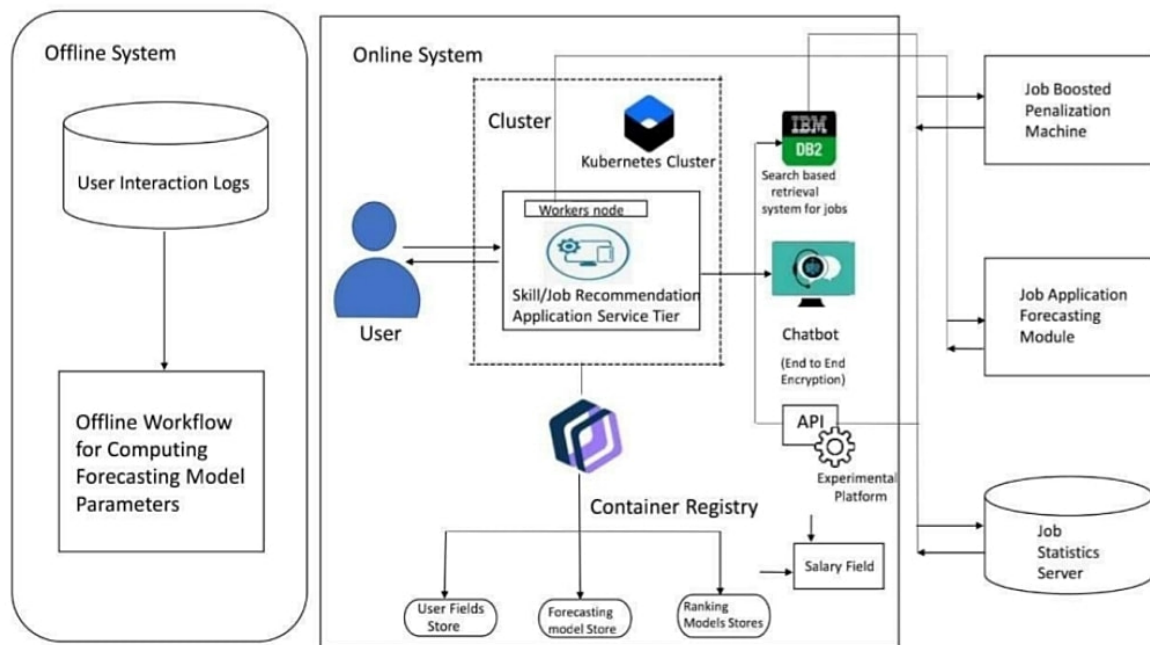 Offline System
User Interaction Logs
Offline Workflow
for Computing
Forecasting Model
Parameters
Online System
Cluster
Kubernetes Cluster
Workers node
Skill/Job Recommendation
Application Service Tier
User
IBM
DB2
Search based
retrieval
system for jobs
Chatbot
(End to End
Encryption)
API
Experimental
Platform
Container Registry
Salary Field
User Fields
Store
Forecasting
model Store
Ranking
Models Stores
Job Boosted
Penalization
Machine
Job Application
Forecasting
Module
Job
Statistics
Server